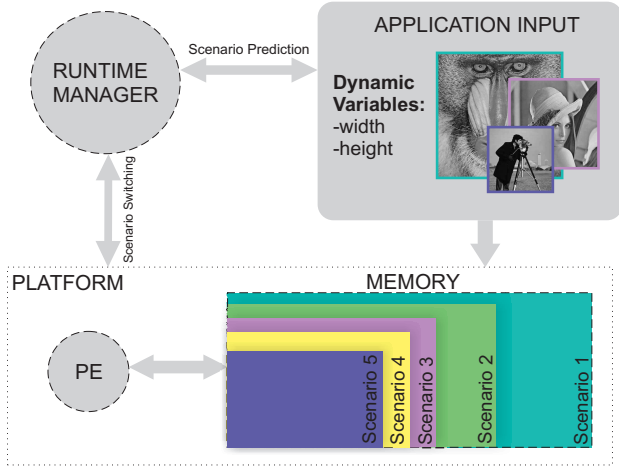 APPLICATION INPUT
Scenario Prediction
RUNTIME
MANAGER
Dynamic
Variables:
-width
-height
Scenario Switching
PLATFORM
MEMORY
PE
Scenario 5
Scenario 4
Scenario 3
Scenario 2
Scenario 1